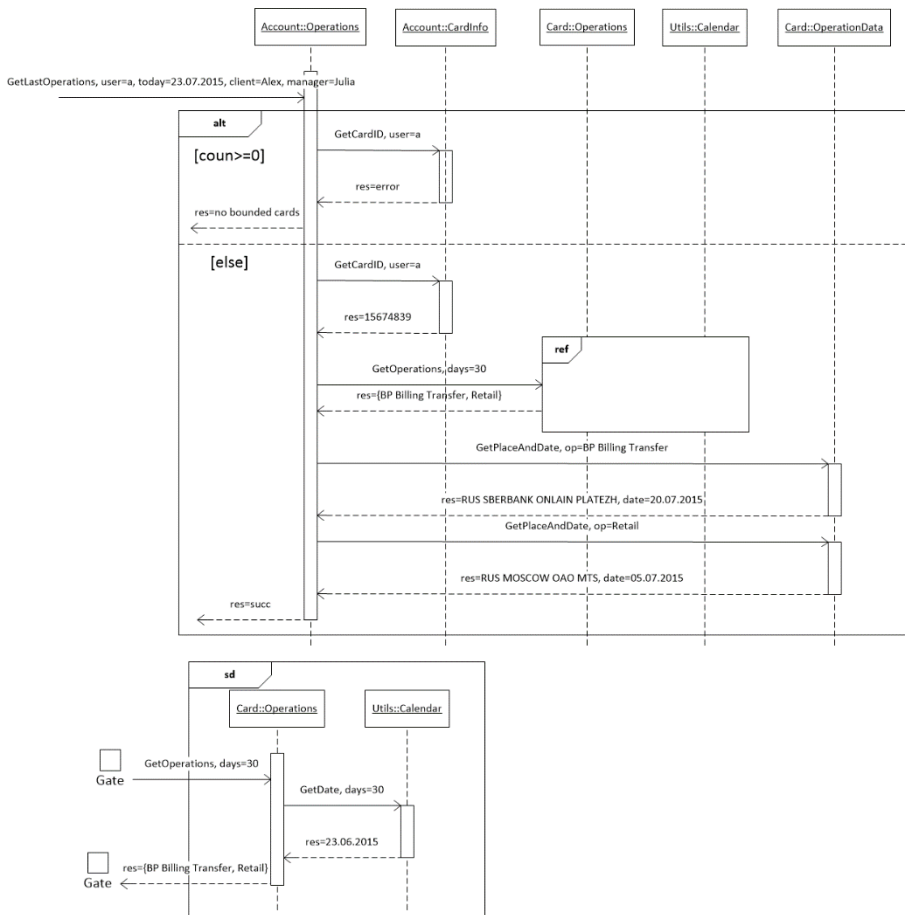 Account::Operations
Account::CardInfo
Card::Operations
Utils::Calendar
Card::OperationData
GetLastOperations, user=a, today=23.07.2015, client=Alex, manager=Julia
alt
GetCardID, user=a
[coun>=0]
res=error
res=no bounded cards
[else]
GetCardID, user=a
res=15674839
ref
GetOperations, days=30
res={BP Billing Transfer, Retail}
GetPlaceAndDate, op=BP Billing Transfer
res=RUS SBERBANK ONLAIN PLATEZH, date=20.07.2015
GetPlaceAndDate, op=Retail
res=RUS MOSCOW OAO MTS, date=05.07.2015
res=succ
sd
Card::Operations
Utils::Calendar
GetOperations, days=30
Gate
GetDate, days=30
res=23.06.2015
res={BP Billing Transfer, Retail}
Gate